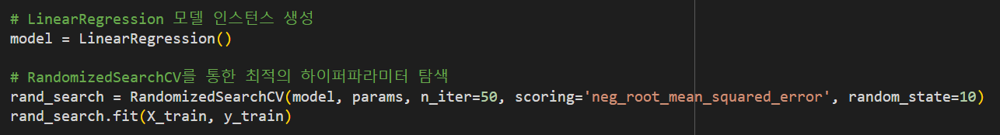 # LinearRegression 모델 인스턴스 생성
model = LinearRegression()
# RandomizedSearchCV를 통한 최적의 하이퍼파라미터 탐색
rand_search = RandomizedSearchCV(model, params, n_iter=50, scoring='neg_root_mean_squared_error', random_state=10)
rand_search.fit(X_train, y_train)